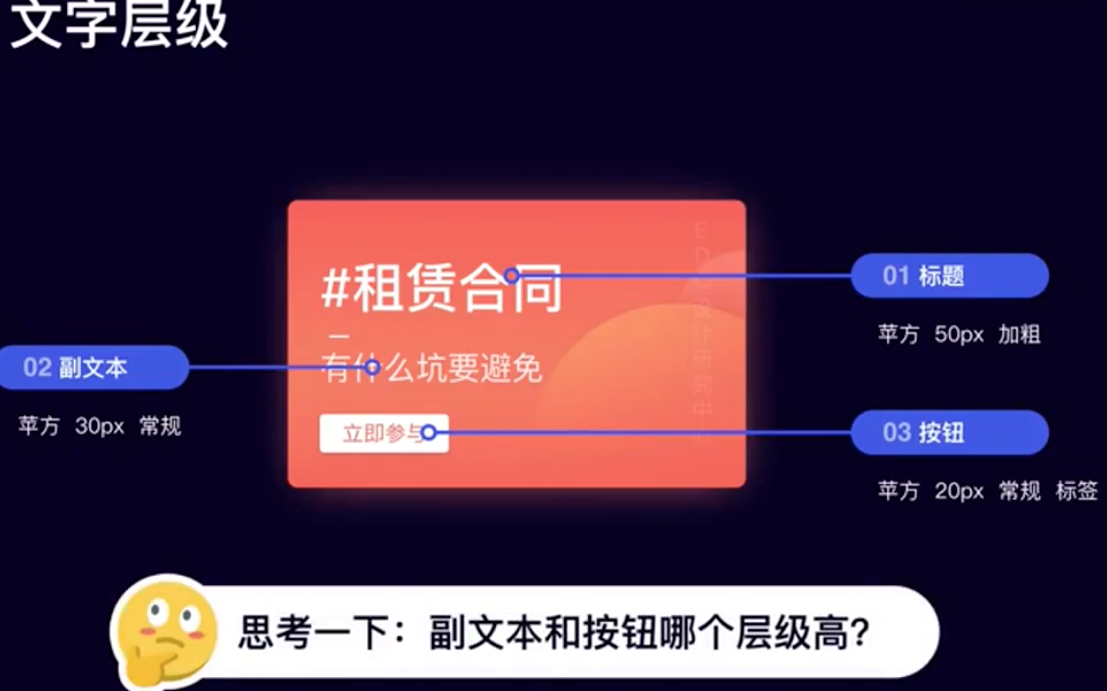 文字层级
#租赁合同
有什么坑要避免
立即参与
01 标题
苹方 50px 加粗
02 副文本
苹方 30px 常规
03 按钮
苹方 20px 常规 标签
思考一下：副文本和按钮哪个层级高？